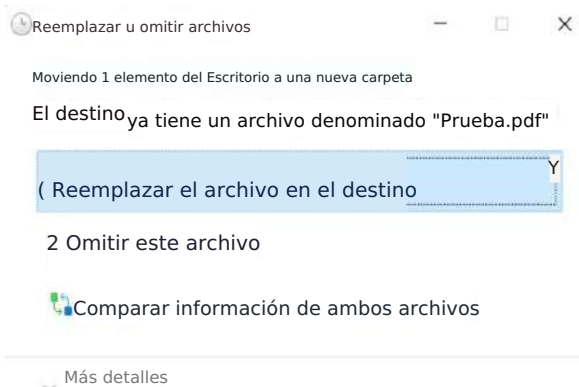 Reemplazar u omitir archivos
Moviendo 1 elemento del Escritorio a una nueva carpeta
El destino ya tiene un archivo denominado "Prueba.pdf"
Y
( Reemplazar el archivo en el destino
2 Omitir este archivo
Comparar información de ambos archivos
Más detalles